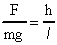 F/mg = h/l